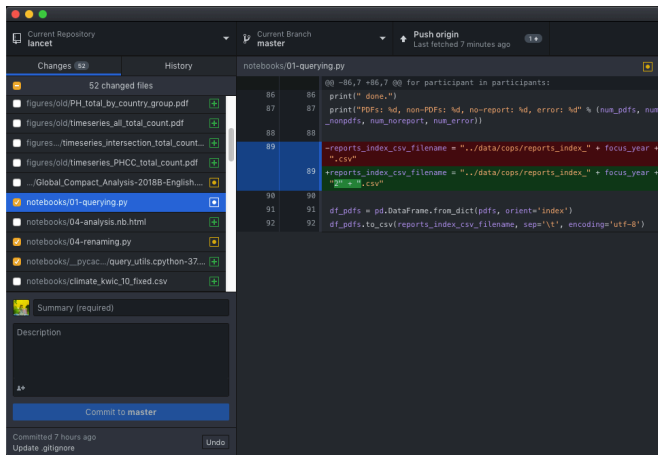 Current Repository
lancet
Current Branch
master
Push origin
Last fetched 7 minutes ago
1
Changes 52
History
notebooks/01-querying.py
52 changed files
@@ -86,7 +86,7 @@ for participant in participants:
figures/old/PH_total_by_country_group.pdf
86 86 print(" done.")
figures/old/timeseries_all_total_count.pdf
87 87 print("PDFs: %d, non-PDFs: %d, no-report: %d, error: %d" % (num_pdfs, num
_nonpdfs, num_noreport, num_error))
figures.../timeseries_intersection_total_count...
88 88
figures/old/timeseries_PHCC_total_count.pdf
89 -reports_index_csv_filename = "../data/cops/reports_index_" + focus_year +
".csv"
.../Global_Compact_Analysis-2018B-English....
89 +reports_index_csv_filename = "../data/cops/reports_index_" + focus_year +
"2" + ".csv"
notebooks/01-querying.py
90 90
notebooks/04-analysis.nb.html
91 91 df_pdfs = pd.DataFrame.from_dict(pdfs, orient='index')
92 92 df_pdfs.to_csv(reports_index_csv_filename, sep='\t', encoding='utf-8')
notebooks/04-renaming.py
notebooks/__pycac.../query_utils.cpython-37....
notebooks/climate_kwic_10_fixed.csv
Summary (required)
Description
Commit to master
Committed 7 hours ago
Update .gitignore
Undo